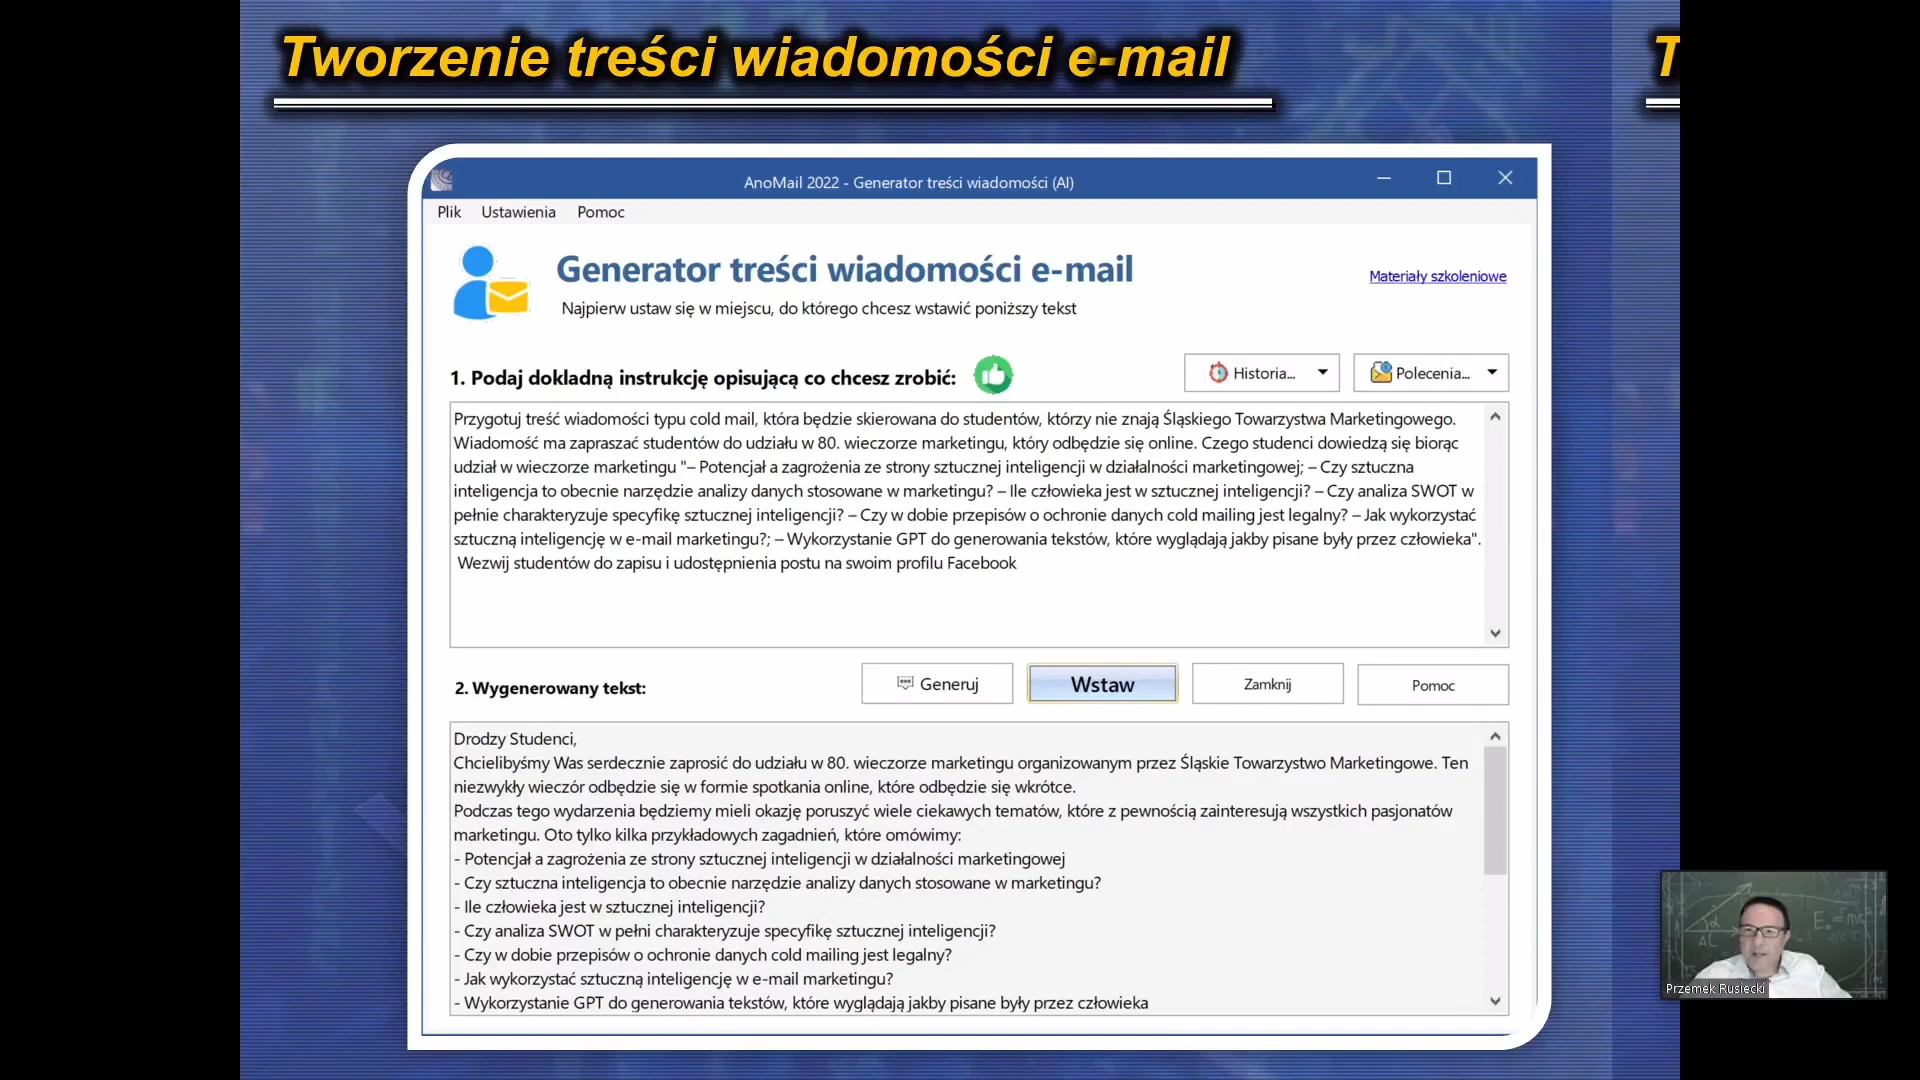 Tworzenie treści wiadomości e-mail
T
AnoMail 2022 - Generator treści wiadomości (AI)
Plik Ustawienia Pomoc
Generator treści wiadomości e-mail
Materiały szkoleniowe
Najpierw ustaw się w miejscu, do którego chcesz wstawić poniższy tekst
1. Podaj dokladną instrukcję opisującą co chcesz zrobić:
Historia... Polecenia...
Przygotuj treść wiadomości typu cold mail, która będzie skierowana do studentów, którzy nie znają Śląskiego Towarzystwa Marketingowego.
Wiadomość ma zapraszać studentów do udziału w 80. wieczorze marketingu, który odbędzie się online. Czego studenci dowiedzą się biorąc
udział w wieczorze marketingu "– Potencjał a zagrożenia ze strony sztucznej inteligencji w działalności marketingowej; – Czy sztuczna
inteligencja to obecnie narzędzie analizy danych stosowane w marketingu? – Ile człowieka jest w sztucznej inteligencji? – Czy analiza SWOT w
pełnie charakteryzuje specyfikę sztucznej inteligencji? – Czy w dobie przepisów o ochronie danych cold mailing jest legalny? – Jak wykorzystać
sztuczną inteligencję w e-mail marketingu?; – Wykorzystanie GPT do generowania tekstów, które wyglądają jakby pisane były przez człowieka".
Wezwij studentów do zapisu i udostępnienia postu na swoim profilu Facebook
2. Wygenerowany tekst:
Generuj Wstaw Zamknij Pomoc
Drodzy Studenci,
Chcielibyśmy Was serdecznie zaprosić do udziału w 80. wieczorze marketingu organizowanym przez Śląskie Towarzystwo Marketingowe. Ten
niezwykły wieczór odbędzie się w formie spotkania online, które odbędzie się wkrótce.
Podczas tego wydarzenia będziemy mieli okazję poruszyć wiele ciekawych tematów, które z pewnością zainteresują wszystkich pasjonatów
marketingu. Oto tylko kilka przykładowych zagadnień, które omówimy:
- Potencjał a zagrożenia ze strony sztucznej inteligencji w działalności marketingowej
- Czy sztuczna inteligencja to obecnie narzędzie analizy danych stosowane w marketingu?
- Ile człowieka jest w sztucznej inteligencji?
- Czy analiza SWOT w pełni charakteryzuje specyfikę sztucznej inteligencji?
- Czy w dobie przepisów o ochronie danych cold mailing jest legalny?
- Jak wykorzystać sztuczną inteligencję w e-mail marketingu?
- Wykorzystanie GPT do generowania tekstów, które wyglądają jakby pisane były przez człowieka
Przemek Rusiecki